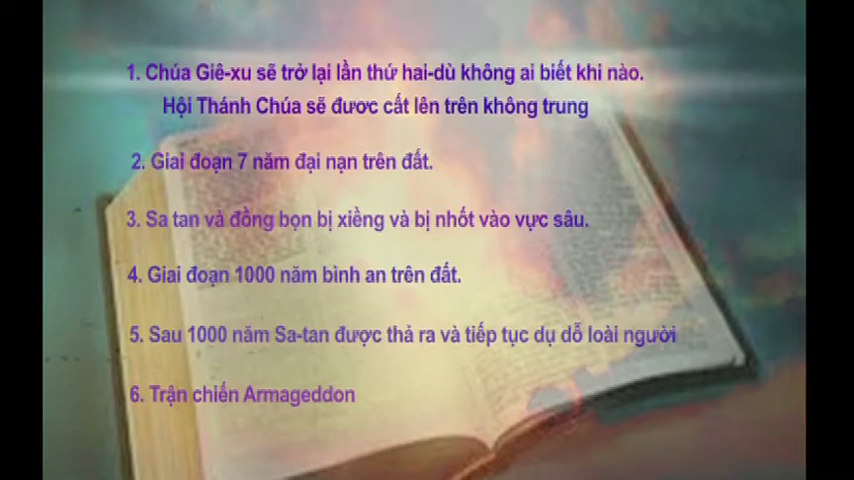 1. Chúa Giê-xu sẽ trở lại lần thứ hai-dù không ai biết khi nào.
Hội Thánh Chúa sẽ đươc cất lên trên không trung
2. Giai đoạn 7 năm đại nạn trên đất.
3. Sa tan và đồng bọn bị xiềng và bị nhốt vào vực sâu.
4. Giai đoạn 1000 năm bình an trên đất.
5. Sau 1000 năm Sa-tan được thả ra và tiếp tục dụ dỗ loài người
6. Trận chiến Armageddon